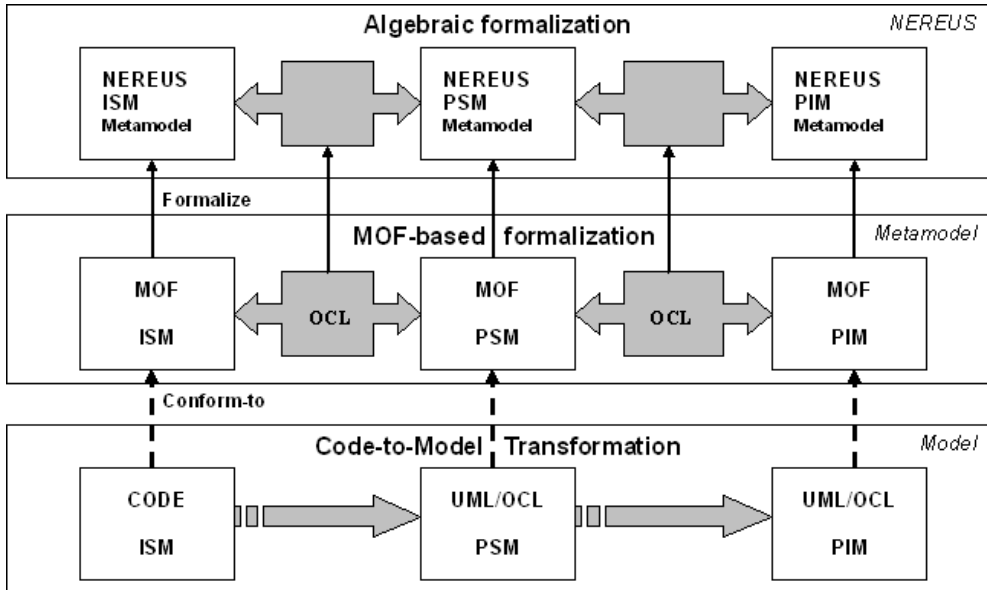 Algebraic formalization
NEREUS
NEREUS
ISM
Metamodel
NEREUS
PSM
Metamodel
NEREUS
PIM
Metamodel
Formalize
MOF-based formalization
Metamodel
MOF
ISM
OCL
MOF
PSM
OCL
MOF
PIM
Conform-to
Code-to-Model Transformation
Model
CODE
ISM
UML/OCL
PSM
UML/OCL
PIM